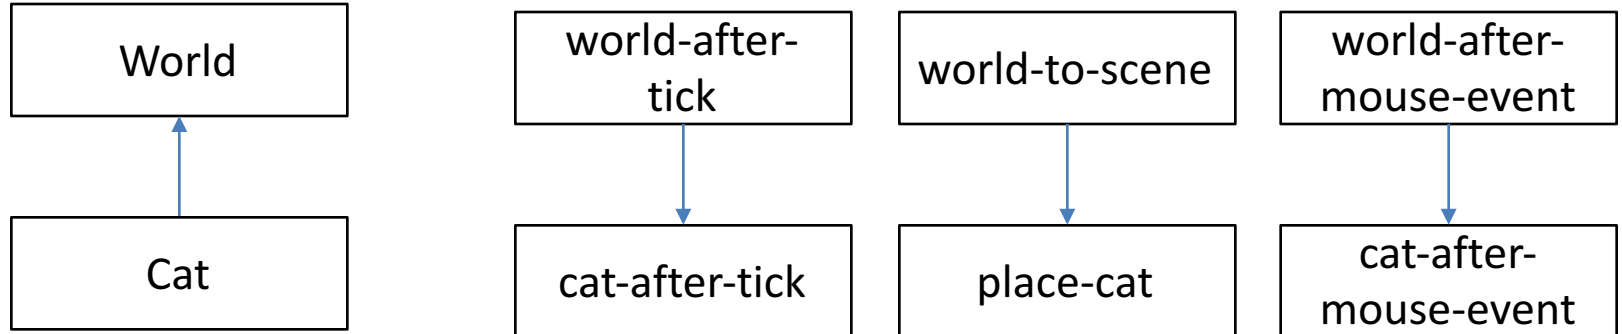 World
world-after-
tick
world-to-scene
world-after-
mouse-event
Cat
cat-after-tick
place-cat
cat-after-
mouse-event